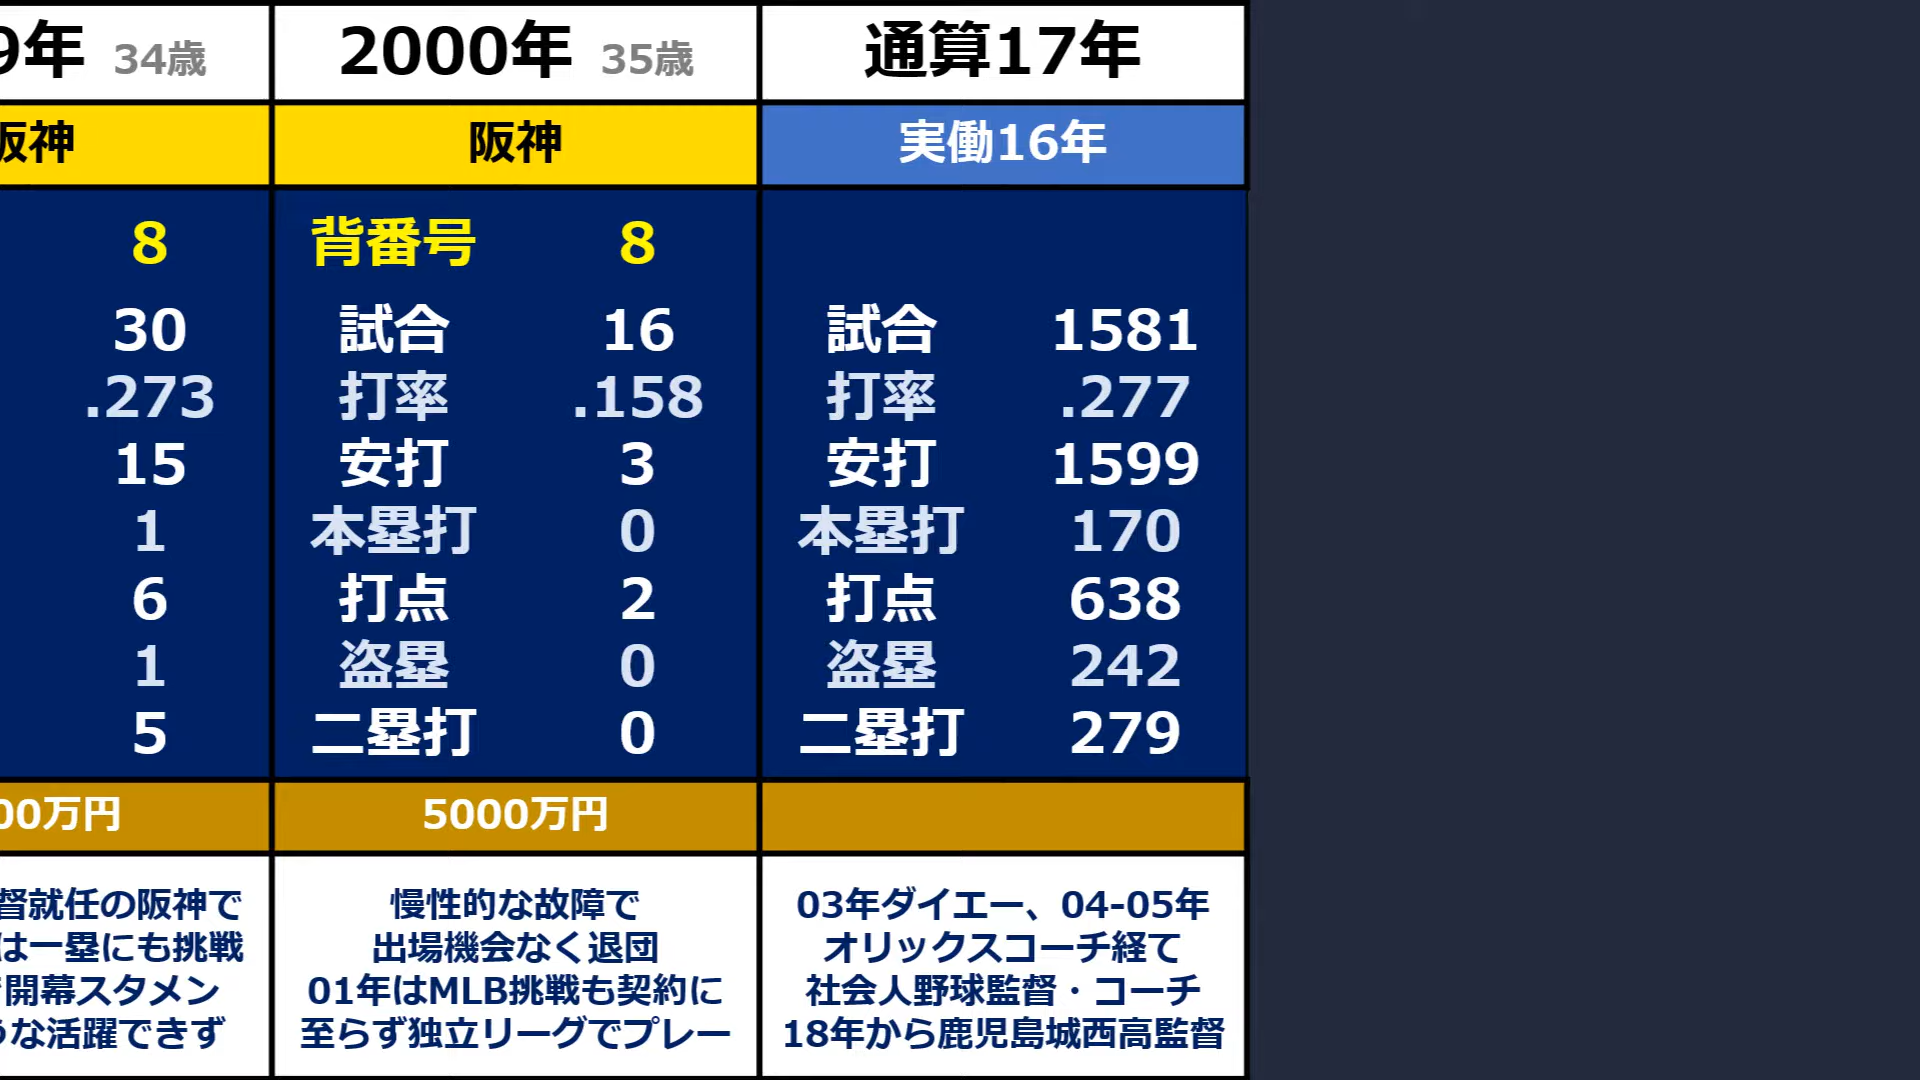 9年 34歳
阪神
8
30
.273
15
1
6
1
5
00万円
督就任の阪神で
は一塁にも挑戦
開幕スタメン
うな活躍できず
2000年 35歳
阪神
背番号 8
試合 16
打率 .158
安打 3
本塁打 0
打点 2
盗塁 0
二塁打 0
5000万円
慢性的な故障で
出場機会なく退団
01年はMLB挑戦も契約に
至らず独立リーグでプレー
通算17年
実働16年
試合 1581
打率 .277
安打 1599
本塁打 170
打点 638
盗塁 242
二塁打 279
03年ダイエー、04-05年
オリックスコーチ経て
社会人野球監督・コーチ
18年から鹿児島城西高監督